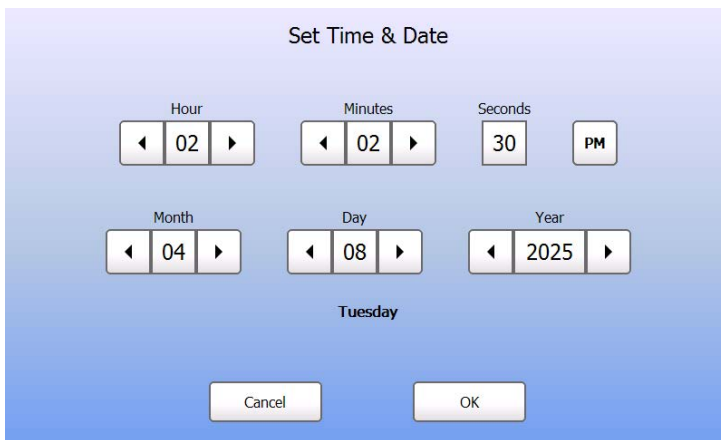 Set Time & Date
Hour Minutes Seconds
02 02 30 PM
Month Day Year
04 08 2025
Tuesday
Cancel OK